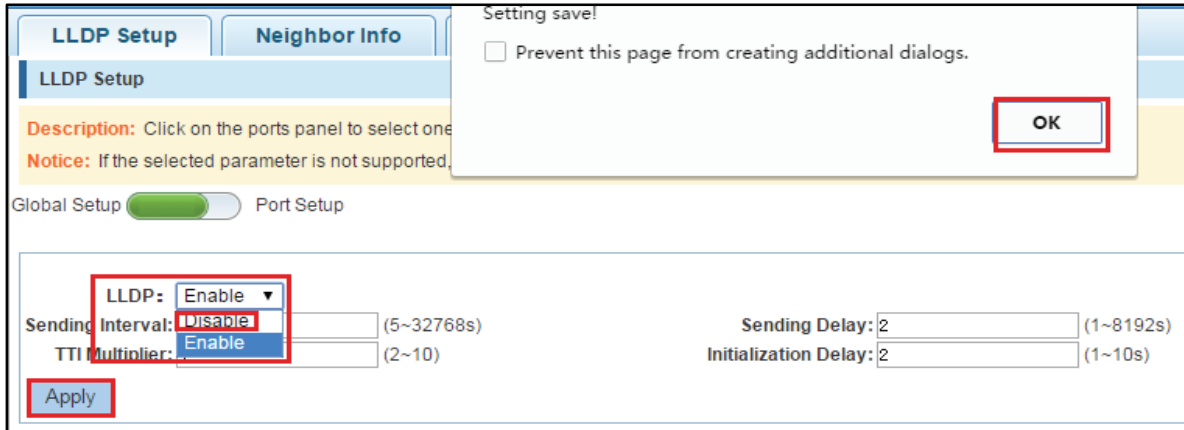 Setting save!
LLDP Setup Neighbor Info
Prevent this page from creating additional dialogs.
LLDP Setup
OK
Description: Click on the ports panel to select one
Notice: If the selected parameter is not supported,
Global Setup Port Setup
LLDP: Enable
Disable
Sending Interval: (5~32768s) Sending Delay: 2 (1~8192s)
Enable
TTI Multiplier: (2~10) Initialization Delay: 2 (1~10s)
Apply